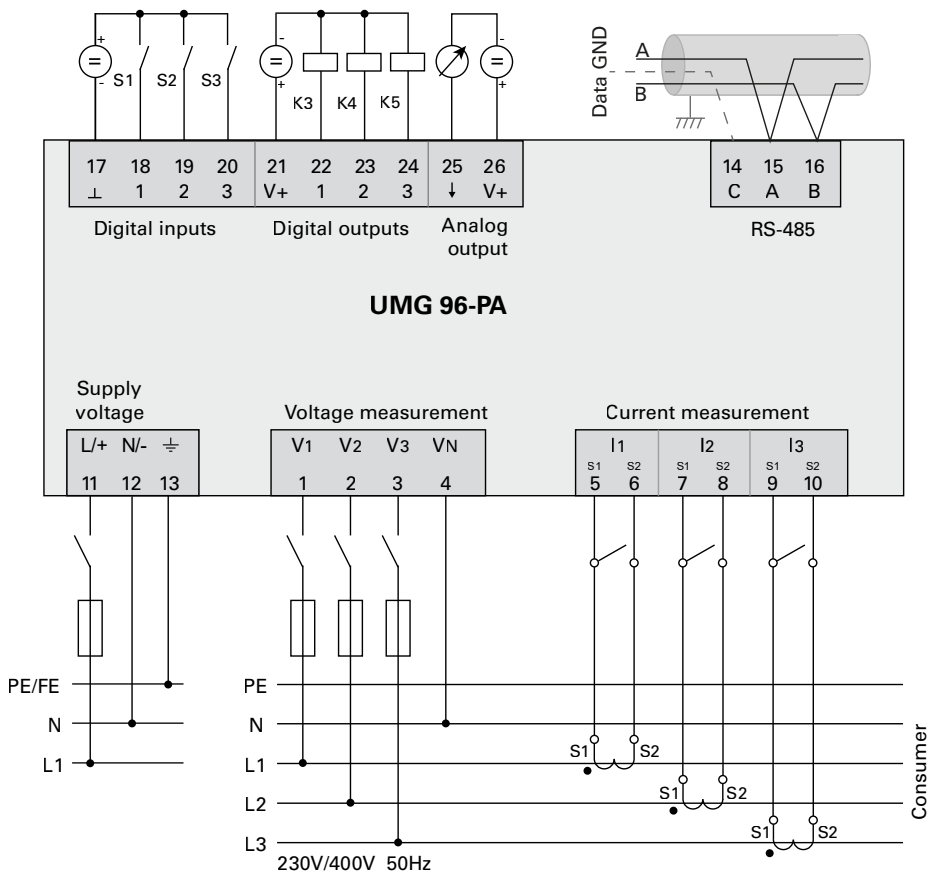 + - + -
= S1 S2 S3 = K3 K4 K5 =
- + - +
Data GND
A
B
17 18 19 20 21 22 23 24 25 26
⊥ 1 2 3 V+ 1 2 3 ↓ V+
14 15 16
C A B
Digital inputs
Digital outputs
Analog
output
RS-485
UMG 96-PA
Supply
voltage
Voltage measurement
Current measurement
L/+ N/- ⏚
11 12 13
V1 V2 V3 VN
1 2 3 4
I1 I2 I3
S1 S2 S1 S2 S1 S2
5 6 7 8 9 10
PE/FE
N
L1
PE
N
L1
L2
L3
S1 S2
S1 S2
S1 S2
230V/400V 50Hz
Consumer